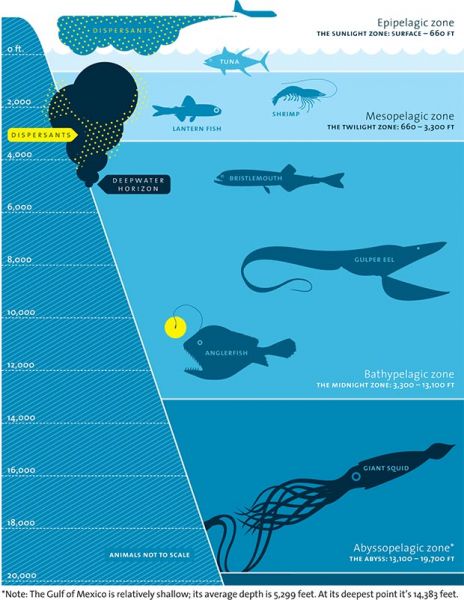 Epipelagic zone
THE SUNLIGHT ZONE: SURFACE – 660 FT
DISPERSANTS
0 ft.
TUNA
2,000
LANTERN FISH
SHRIMP
Mesopelagic zone
THE TWILIGHT ZONE: 660 – 3,300 FT
DISPERSANTS
4,000
DEEPWATER
HORIZON
BRISTLEMOUTH
6,000
8,000
GULPER EEL
10,000
ANGLERFISH
12,000
Bathypelagic zone
THE MIDNIGHT ZONE: 3,300 – 13,100 FT
14,000
16,000
GIANT SQUID
18,000
ANIMALS NOT TO SCALE
Abyssopelagic zone*
THE ABYSS: 13,100 – 19,700 FT
20,000
*Note: The Gulf of Mexico is relatively shallow; its average depth is 5,299 feet. At its deepest point it's 14,383 feet.